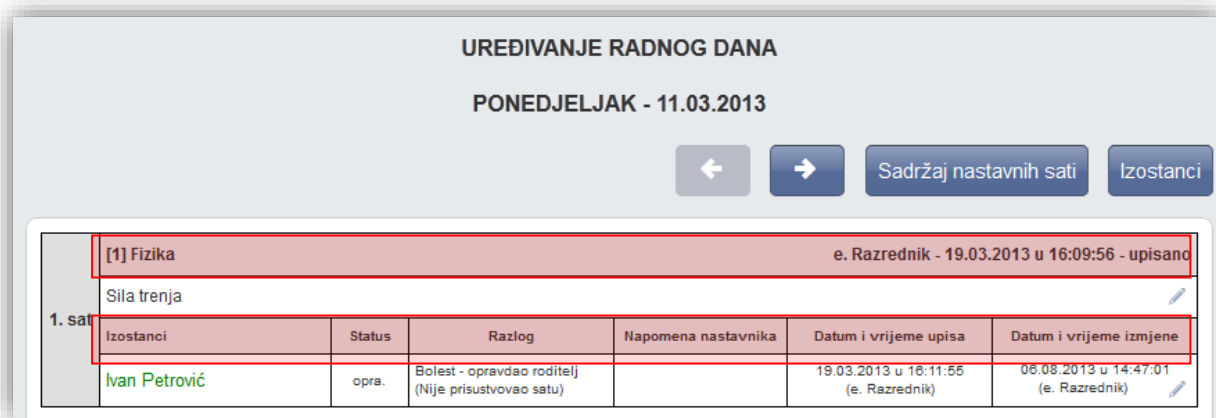 UREĐIVANJE RADNOG DANA
PONEDJELJAK - 11.03.2013
Sadržaj nastavnih sati Izostanci
[1] Fizika e. Razrednik - 19.03.2013 u 16:09:56 - upisano
Sila trenja
1. sat
Izostanci Status Razlog Napomena nastavnika Datum i vrijeme upisa Datum i vrijeme izmjene
Ivan Petrović opra. Bolest - opravdao roditelj 19.03.2013 u 16:11:55 06.08.2013 u 14:47:01
(Nije prisustvovao satu) (e. Razrednik) (e. Razrednik)